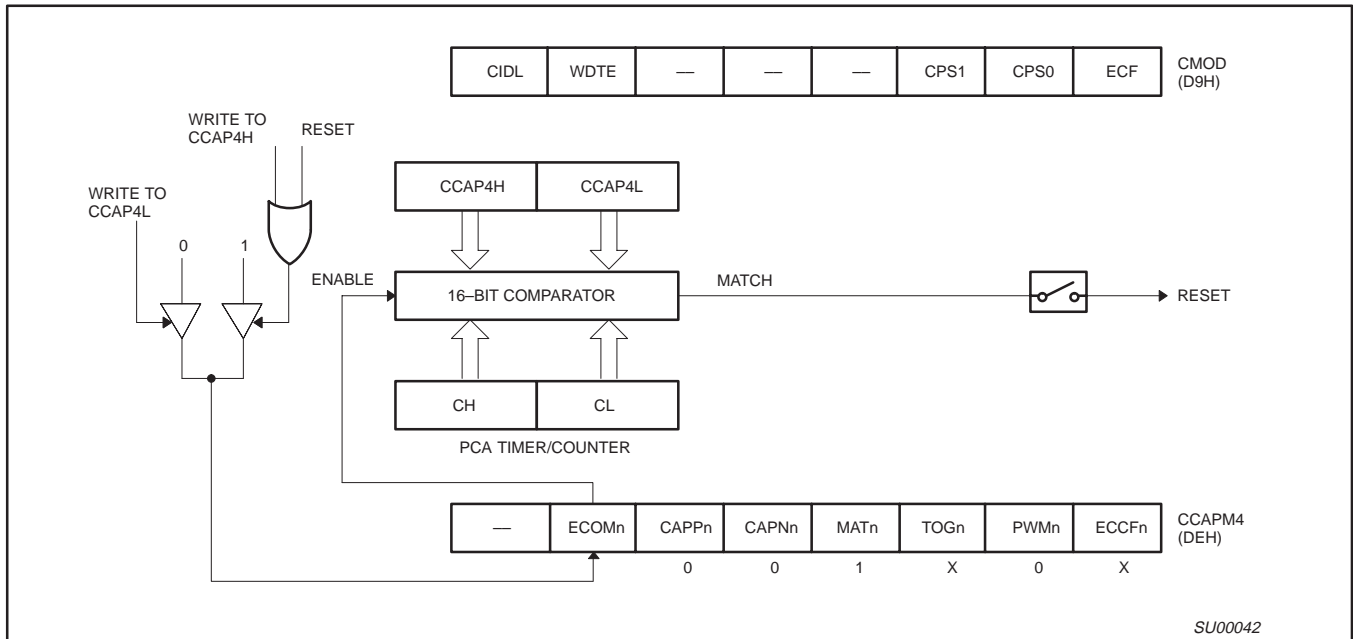 CIDL WDTE –– –– –– CPS1 CPS0 ECF
CMOD
(D9H)
WRITE TO
CCAP4H
RESET
WRITE TO
CCAP4L
0 1
CCAP4H CCAP4L
ENABLE
16–BIT COMPARATOR
MATCH
RESET
CH CL
PCA TIMER/COUNTER
–– ECOMn CAPPn CAPNn MATn TOGn PWMn ECCFn
CCAPM4
(DEH)
0 0 1 X 0 X
SU00042